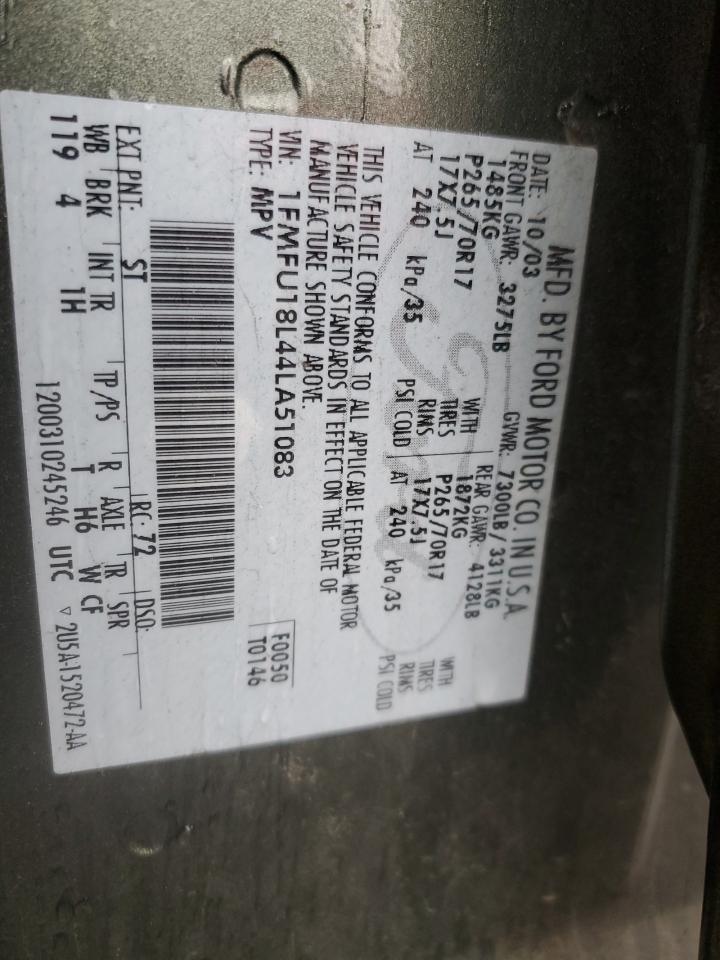 MFD. BY FORD MOTOR CO. IN U.S.A.
DATE: 10/03 GVWR: 7300LB/3311KG
FRONT GAWR: 3275LB REAR GAWR: 4128LB
1485KG WITH 1872KG WITH
P265/70R17 TIRES P265/70R17 TIRES
17X7.5J RIMS 17X7.5J RIMS
AT 240 kPa/35 PSI COLD AT 240 kPa/35 PSI COLD
THIS VEHICLE CONFORMS TO ALL APPLICABLE FEDERAL MOTOR
VEHICLE SAFETY STANDARDS IN EFFECT ON THE DATE OF
MANUFACTURE SHOWN ABOVE.
VIN: 1FMFU18L44LA51083 F0050
TYPE: MPV T0146
EXT PNT: ST RC: 72 DSO:
WB BRK INT TR TP/PS R AXLE TR SPR
119 4 1H T H6 W CF
1200310245246 UTC ▽ 2U5A-1520472-AA